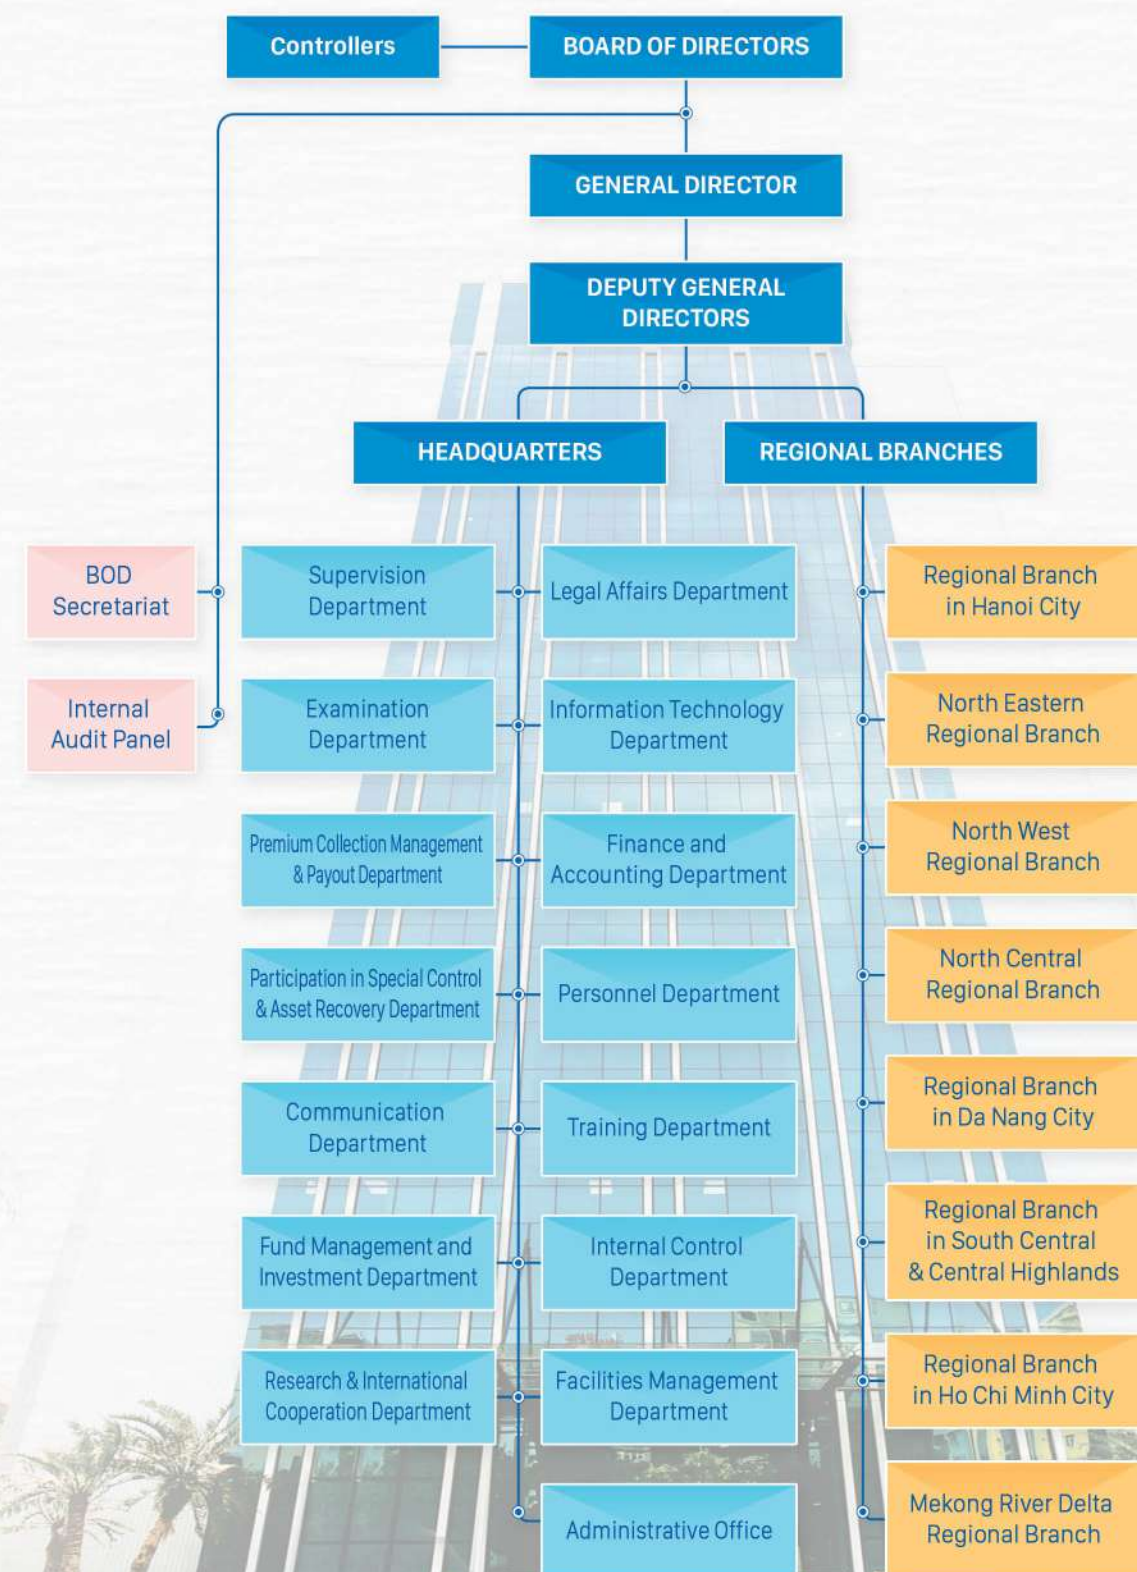 Controllers
BOARD OF DIRECTORS
GENERAL DIRECTOR
DEPUTY GENERAL
DIRECTORS
HEADQUARTERS
REGIONAL BRANCHES
BOD
Secretariat
Internal
Audit Panel
Supervision
Department
Examination
Department
Premium Collection Management
& Payout Department
Participation in Special Control
& Asset Recovery Department
Communication
Department
Fund Management and
Investment Department
Research & International
Cooperation Department
Legal Affairs Department
Information Technology
Department
Finance and
Accounting Department
Personnel Department
Training Department
Internal Control
Department
Facilities Management
Department
Administrative Office
Regional Branch
in Hanoi City
North Eastern
Regional Branch
North West
Regional Branch
North Central
Regional Branch
Regional Branch
in Da Nang City
Regional Branch
in South Central
& Central Highlands
Regional Branch
in Ho Chi Minh City
Mekong River Delta
Regional Branch